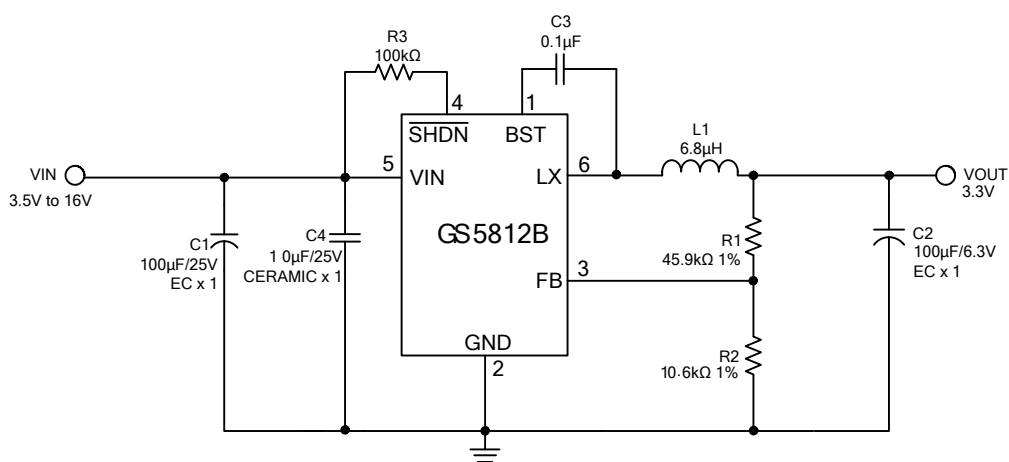 C3
0.1µF
R3
100kΩ
4
1
SHDN
BST
L1
6.8µH
VIN
3.5V to 16V
5
VIN
LX
6
VOUT
3.3V
GS5812B
C1
100µF/25V
EC x 1
C4
1 0µF/25V
CERAMIC x 1
R1
45.9kΩ 1%
C2
100µF/6.3V
EC x 1
FB
3
GND
2
R2
10.6kΩ 1%